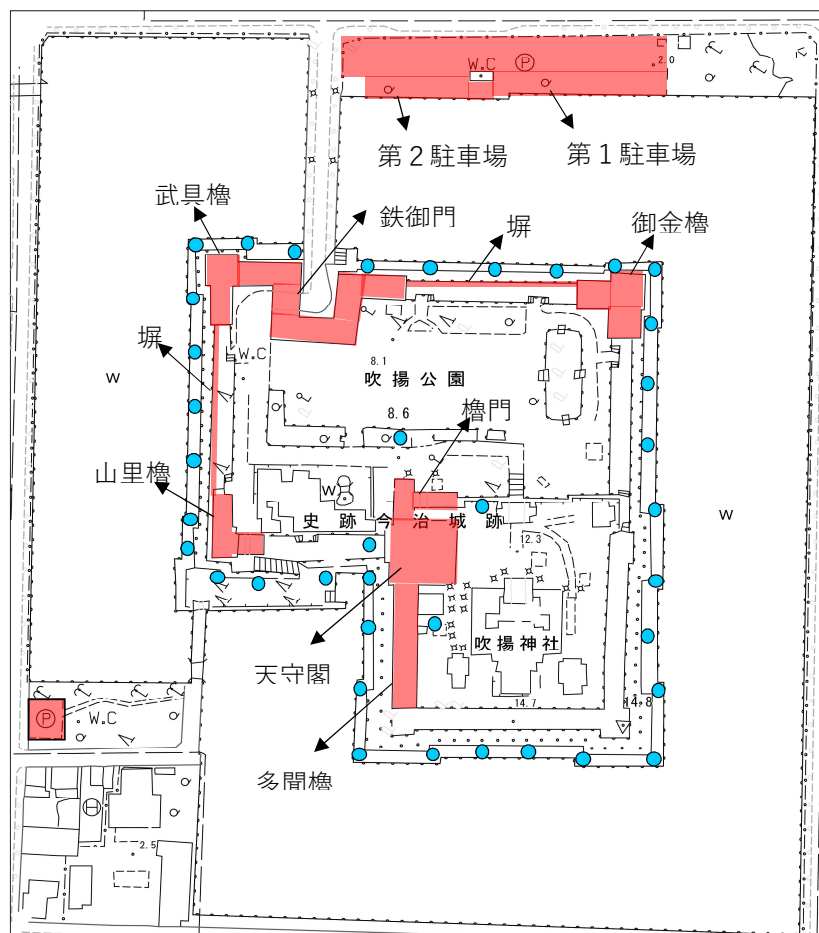 W.C Ⓟ
2.0
第2駐車場
第1駐車場
武具櫓
鉄御門
塀
御金櫓
塀
W.C
8.1
吹揚公園
W
8.6
櫓門
山里櫓
W
史跡今治城跡
W
12.3
天守閣
吹揚神社
14.7
14.8
Ⓟ
W.C
多聞櫓
2.5